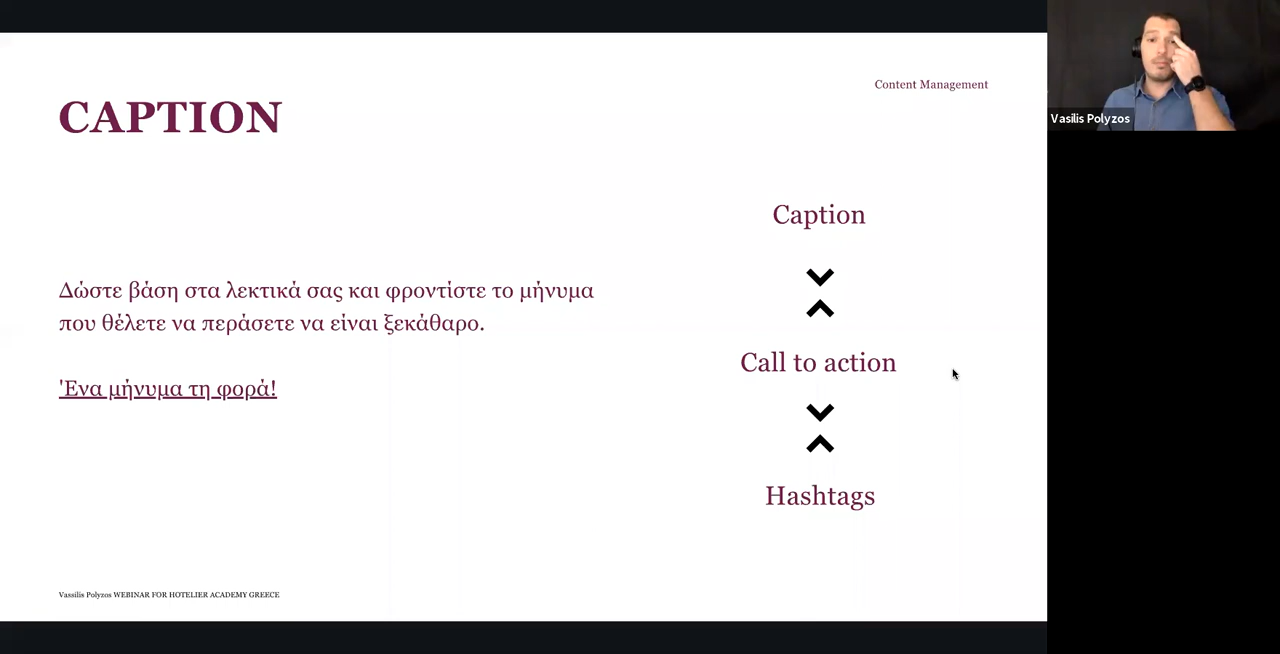 Content Management
CAPTION
Δώστε βάση στα λεκτικά σας και φροντίστε το μήνυμα
που θέλετε να περάσετε να είναι ξεκάθαρο.
'Ενα μήνυμα τη φορά!
Caption
Call to action
Hashtags
Vassilis Polyzos WEBINAR FOR HOTELIER ACADEMY GREECE
Vasilis Polyzos